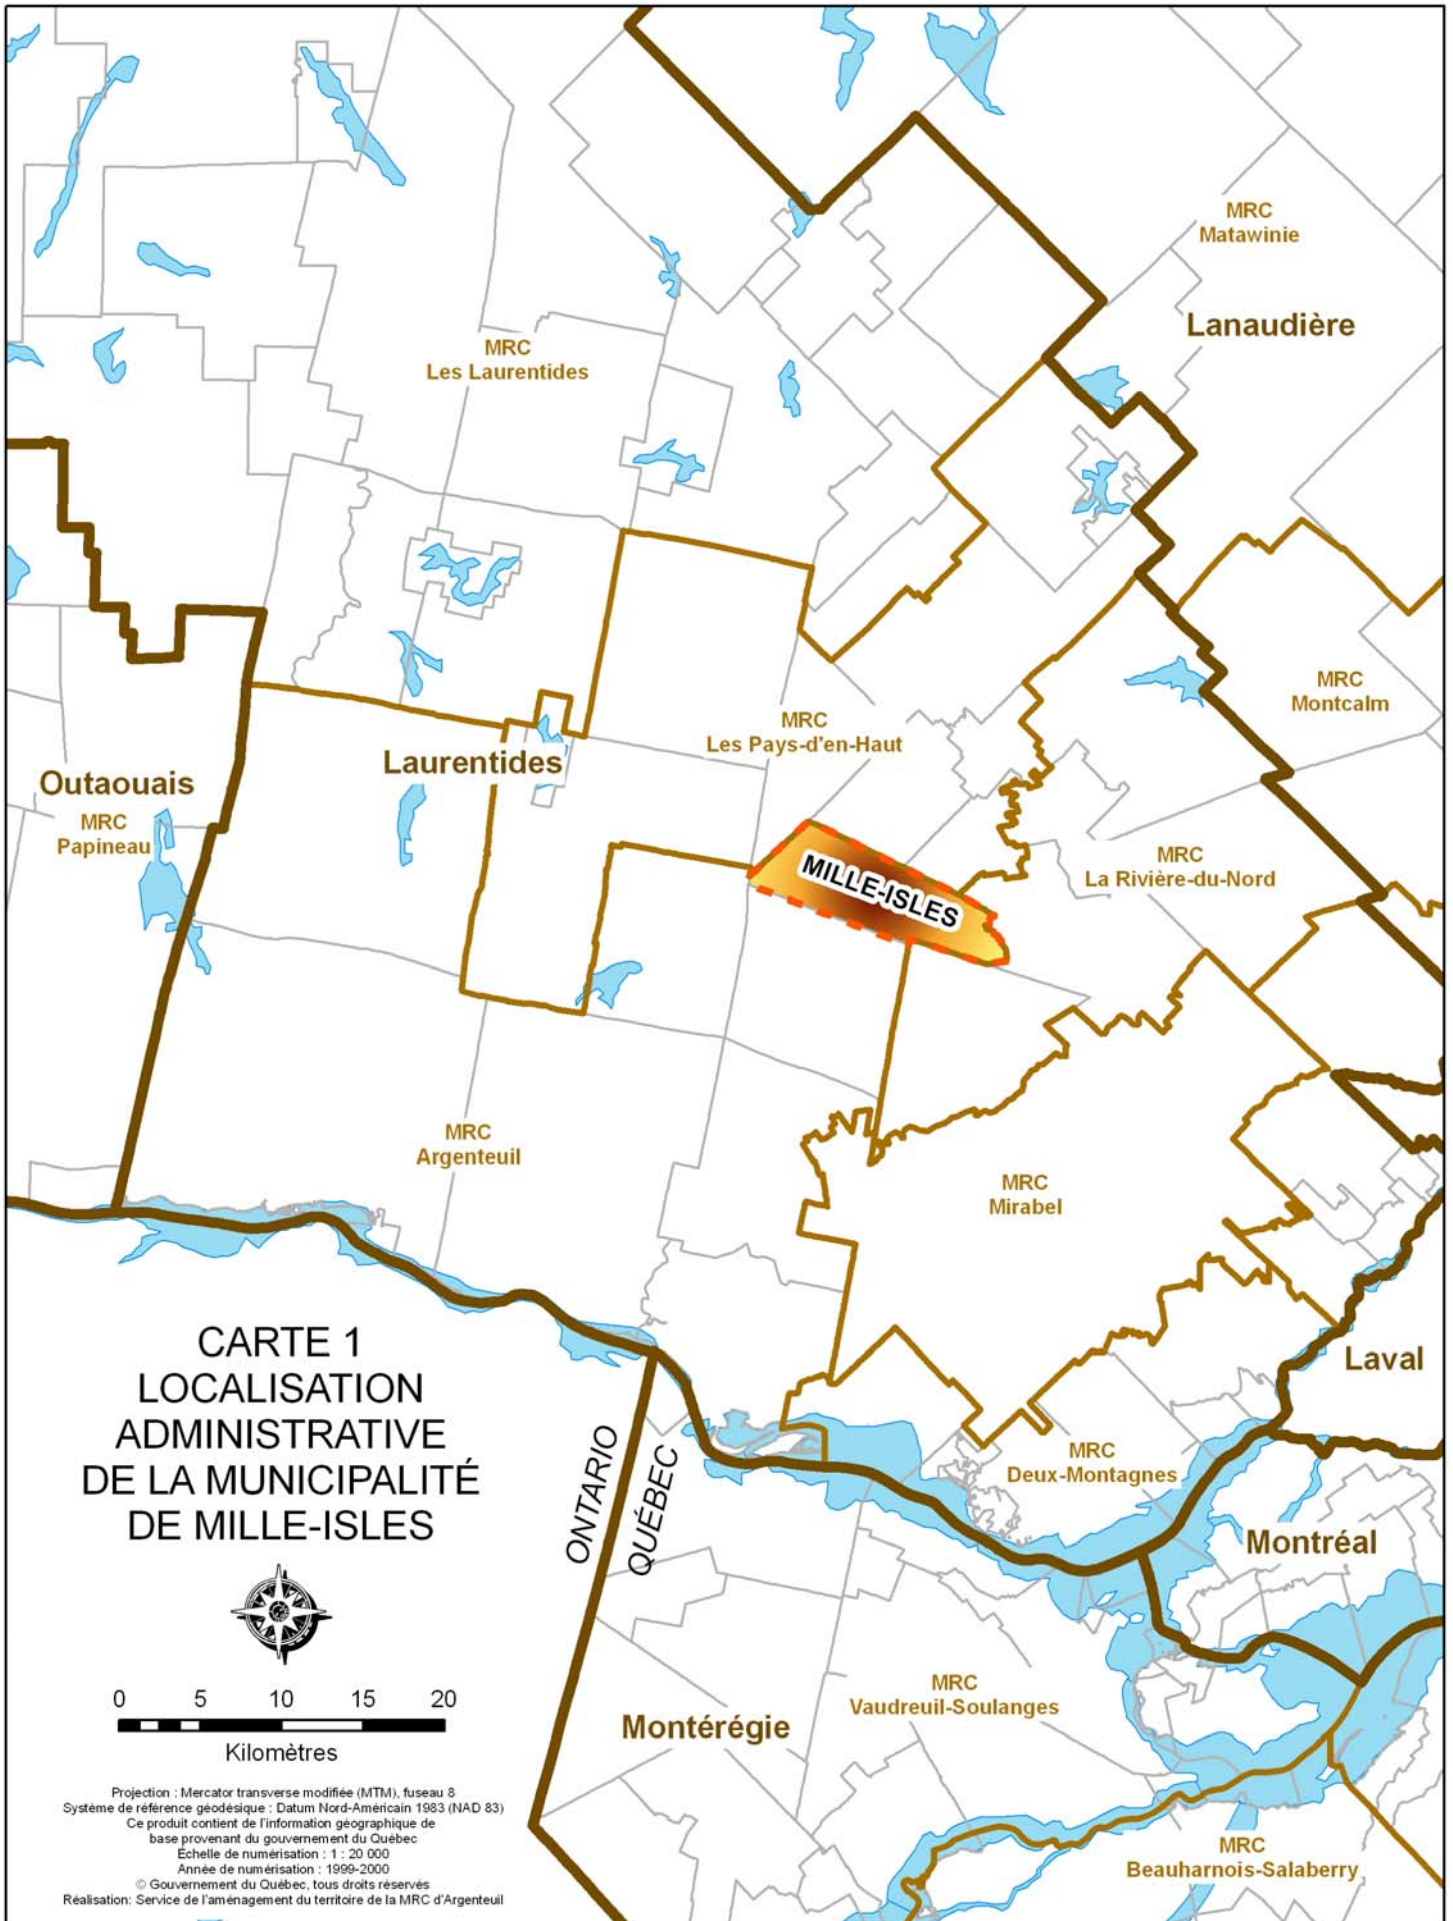 MRC
Matawinie
Lanaudière
MRC
Les Laurentides
MRC
Montcalm
MRC
Les Pays-d'en-Haut
Laurentides
Outaouais
MRC
Papineau
MILLE-ISLES
MRC
La Rivière-du-Nord
MRC
Argenteuil
MRC
Mirabel
Laval
CARTE 1
LOCALISATION
ADMINISTRATIVE
DE LA MUNICIPALITÉ
DE MILLE-ISLES
ONTARIO
QUÉBEC
MRC
Deux-Montagnes
Montréal
MRC
Vaudreuil-Soulanges
Montérégie
0 5 10 15 20
Kilomètres
Projection : Mercator transverse modifiée (MTM), fuseau 8
Système de référence géodésique : Datum Nord-Américain 1983 (NAD 83)
Ce produit contient de l'information géographique de
base provenant du gouvernement du Québec
Échelle de numérisation : 1 : 20 000
Année de numérisation : 1999-2000
© Gouvernement du Québec, tous droits réservés
Réalisation: Service de l'aménagement du territoire de la MRC d'Argenteuil
MRC
Beauharnois-Salaberry